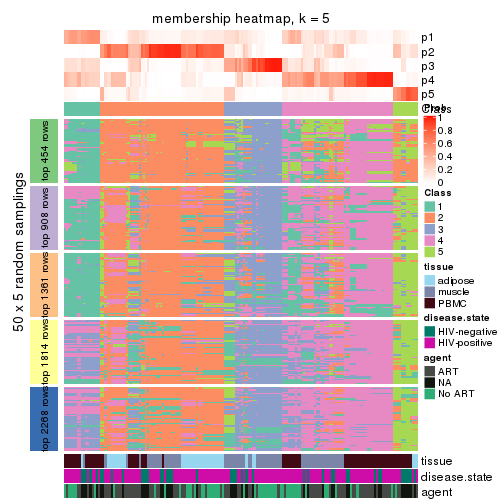 membership heatmap, k = 5
p1
p2
p3
p4
p5
Class
Prob
1
0.8
0.6
0.4
0.2
0
Class
1
2
3
4
5
tissue
adipose
muscle
PBMC
disease.state
HIV-negative
HIV-positive
agent
ART
NA
No ART
50 x 5 random samplings
top 454 rows
top 908 rows
top 1361 rows
top 1814 rows
top 2268 rows
tissue
disease.state
agent